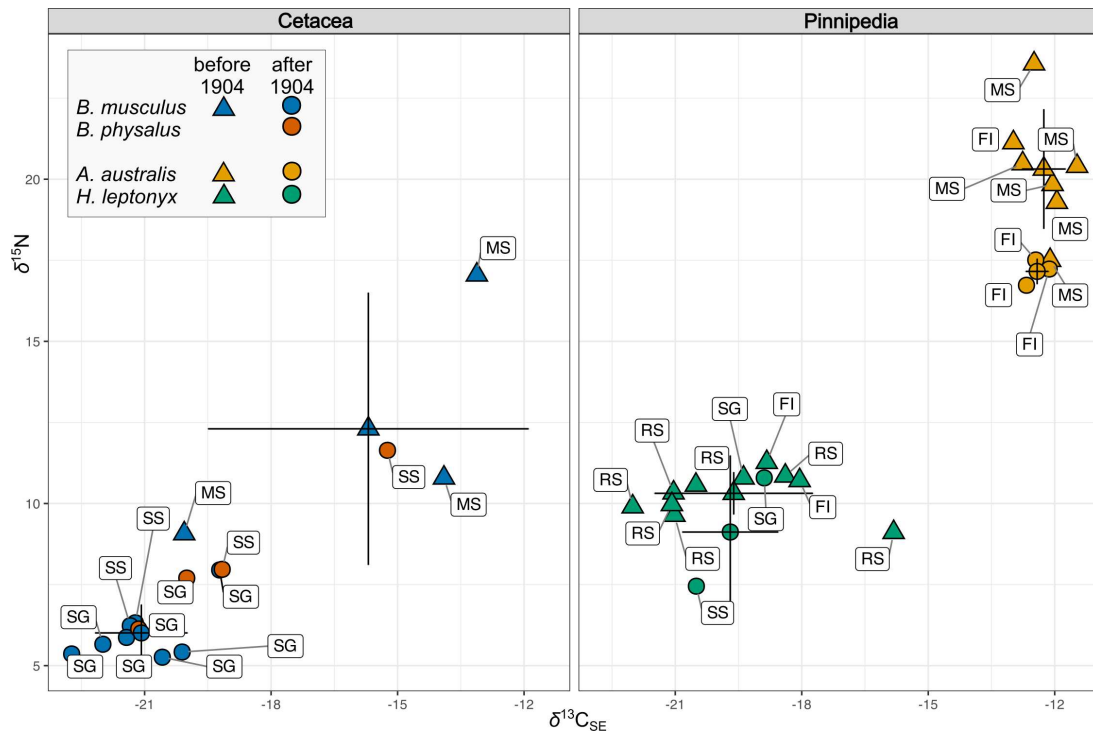 Cetacea
Pinnipedia
before after
1904 1904
B. musculus
B. physalus
A. australis
H. leptonyx
MS
MS
FI
MS
MS
MS
MS
FI
FI
MS
FI
MS
SS
MS
MS
SS
SS
SS
SG
SG
SG
SG
SG
SG
SG
SG
SG
FI
RS
RS
RS
RS
RS
RS
SG
FI
RS
SS
20
15
10
5
δ15N
-21
-18
-15
-12
-21
-18
-15
-12
δ13CSE